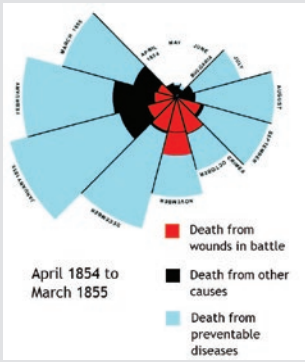 APRIL
1854
MAY
JUNE
JULY
BULGARIA
AUGUST
SEPTEMBER
CRIMEA
OCTOBER
NOVEMBER
DECEMBER
JANUARY 1855
FEBRUARY
MARCH 1855
Death from
wounds in battle
Death from other
causes
Death from
preventable
diseases
April 1854 to
March 1855